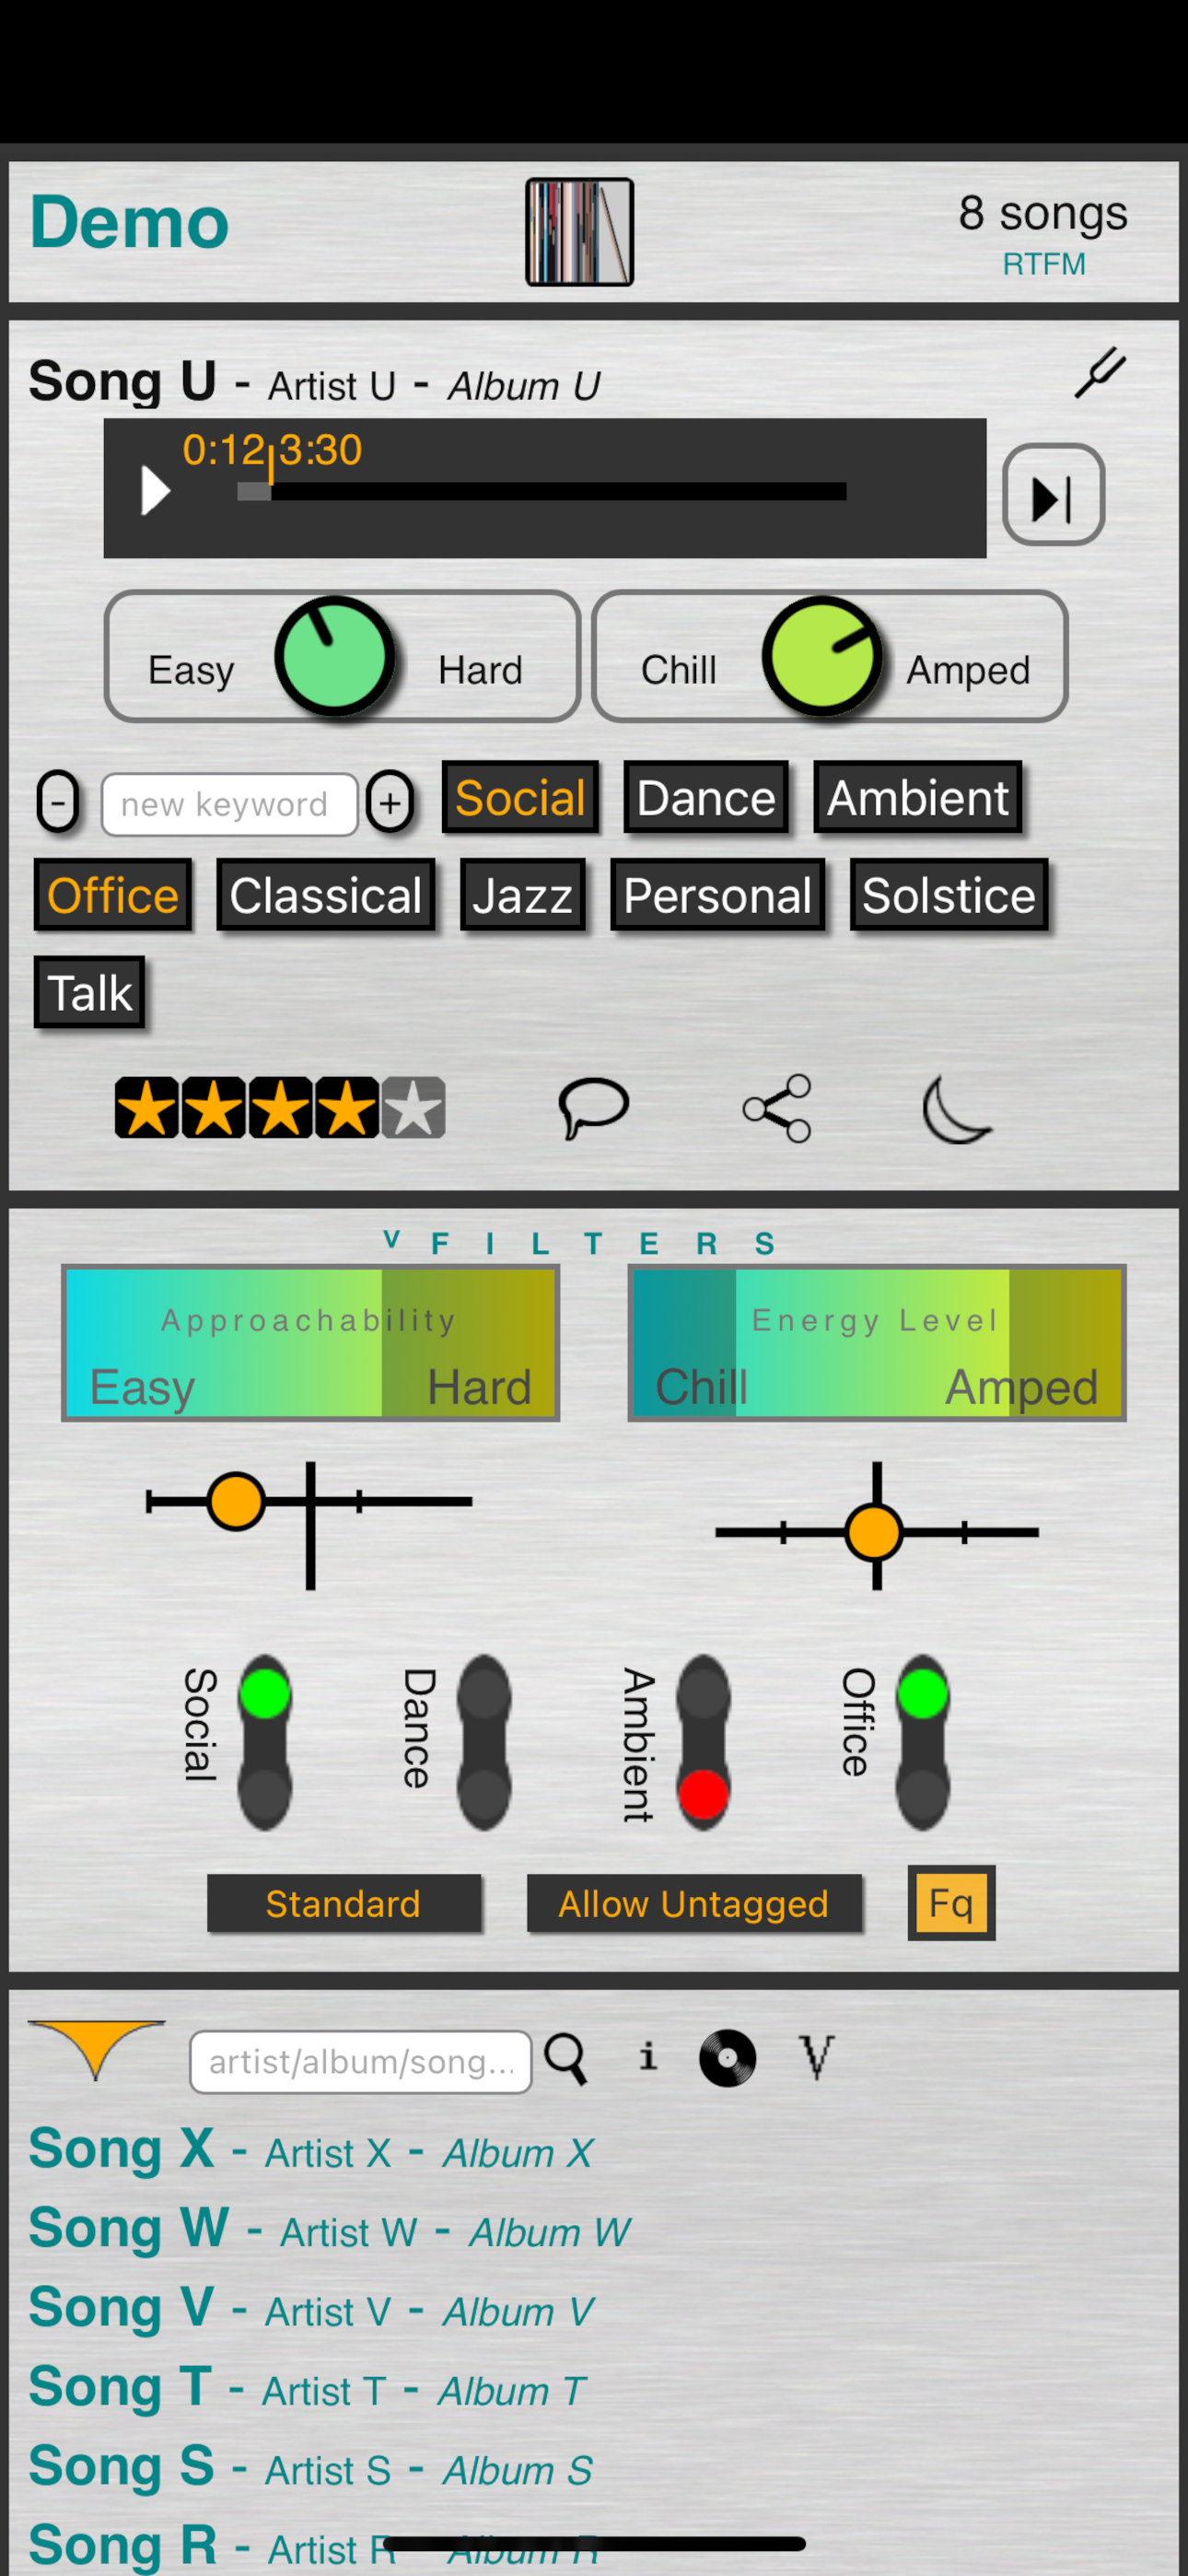 Demo
8 songs
RTFM
Song U - Artist U - Album U
0:12 3:30
Easy Hard Chill Amped
- new keyword + Social Dance Ambient
Office Classical Jazz Personal Solstice
Talk
V F I L T E R S
Approachability Energy Level
Easy Hard Chill Amped
Social Dance Ambient Office
Standard Allow Untagged Fq
artist/album/song... i V
Song X - Artist X - Album X
Song W - Artist W - Album W
Song V - Artist V - Album V
Song T - Artist T - Album T
Song S - Artist S - Album S
Song R - Artist R - Album R